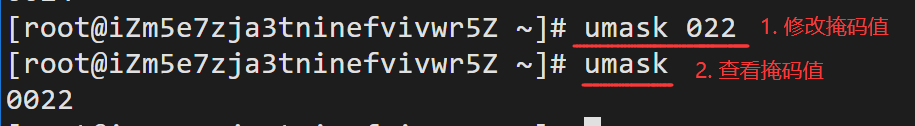 [root@iZm5e7zja3tninefvivwr5Z ~]# umask 022 1. 修改掩码值
[root@iZm5e7zja3tninefvivwr5Z ~]# umask 2. 查看掩码值
0022